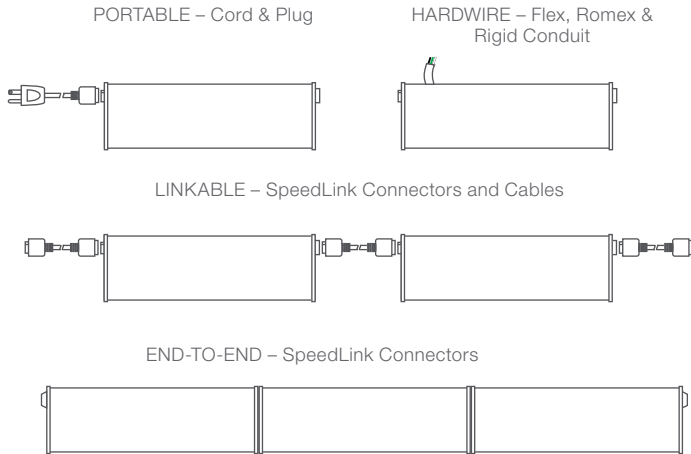 PORTABLE – Cord & Plug
HARDWIRE – Flex, Romex &
Rigid Conduit
LINKABLE – SpeedLink Connectors and Cables
END-TO-END – SpeedLink Connectors